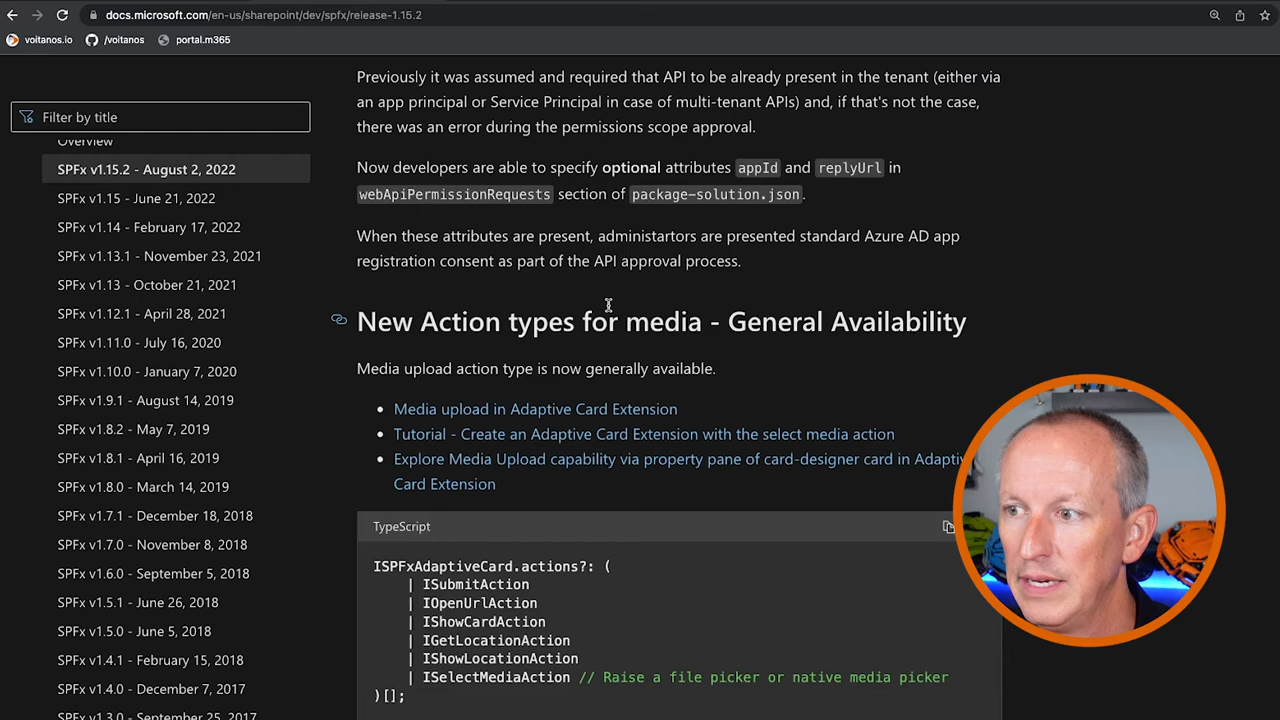 docs.microsoft.com/en-us/sharepoint/dev/spfx/release-1.15.2
voitanos.io
/voitanos
portal.m365
Filter by title
Overview
SPFx v1.15.2 - August 2, 2022
SPFx v1.15 - June 21, 2022
SPFx v1.14 - February 17, 2022
SPFx v1.13.1 - November 23, 2021
SPFx v1.13 - October 21, 2021
SPFx v1.12.1 - April 28, 2021
SPFx v1.11.0 - July 16, 2020
SPFx v1.10.0 - January 7, 2020
SPFx v1.9.1 - August 14, 2019
SPFx v1.8.2 - May 7, 2019
SPFx v1.8.1 - April 16, 2019
SPFx v1.8.0 - March 14, 2019
SPFx v1.7.1 - December 18, 2018
SPFx v1.7.0 - November 8, 2018
SPFx v1.6.0 - September 5, 2018
SPFx v1.5.1 - June 26, 2018
SPFx v1.5.0 - June 5, 2018
SPFx v1.4.1 - February 15, 2018
SPFx v1.4.0 - December 7, 2017
SPFx v1.3.0 - September 25, 2017
Previously it was assumed and required that API to be already present in the tenant (either via
an app principal or Service Principal in case of multi-tenant APIs) and, if that's not the case,
there was an error during the permissions scope approval.
Now developers are able to specify optional attributes appId and replyUrl in
webApiPermissionRequests section of package-solution.json.
When these attributes are present, administartors are presented standard Azure AD app
registration consent as part of the API approval process.
New Action types for media - General Availability
Media upload action type is now generally available.
Media upload in Adaptive Card Extension
Tutorial - Create an Adaptive Card Extension with the select media action
Explore Media Upload capability via property pane of card-designer card in Adaptiv
Card Extension
TypeScript
ISPFxAdaptiveCard.actions?: (
| ISubmitAction
| IOpenUrlAction
| IShowCardAction
| IGetLocationAction
| IShowLocationAction
| ISelectMediaAction // Raise a file picker or native media picker
)[];